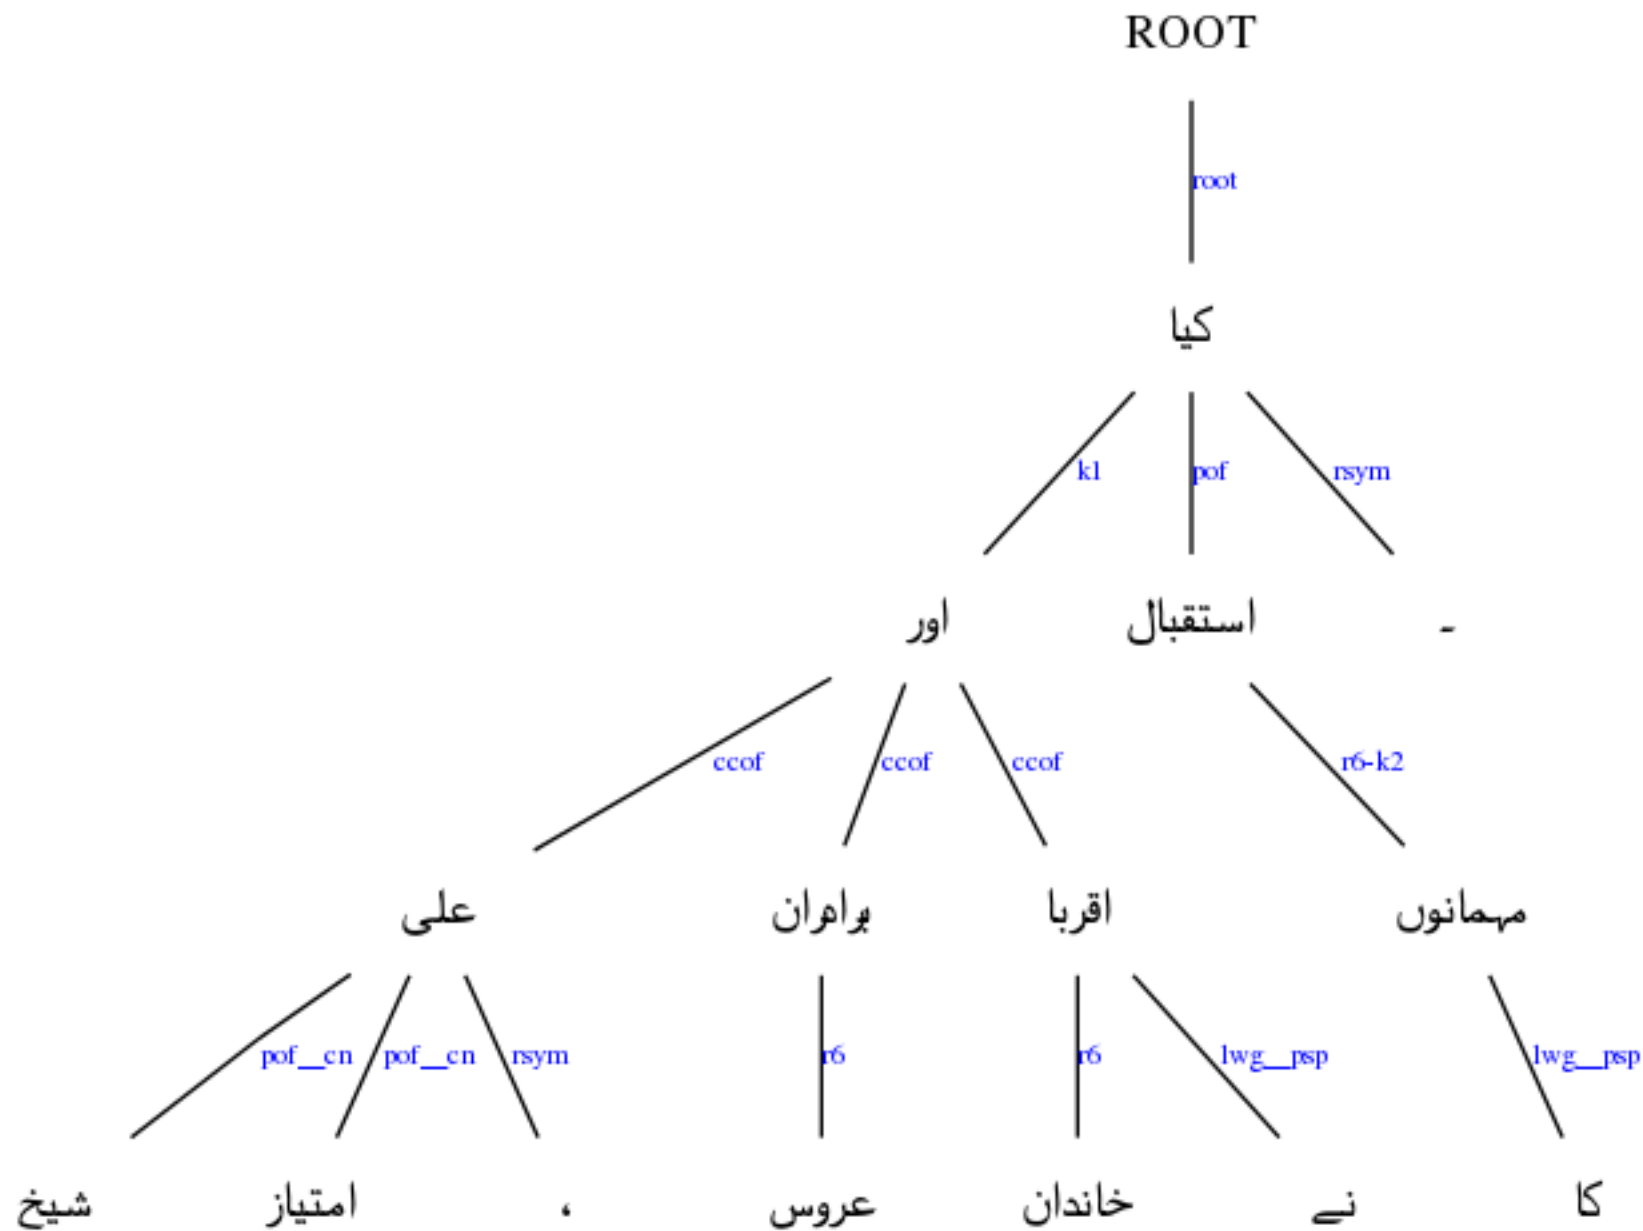 ROOT
root
کیا
k1 pof rsym
اور استقبال ۔
ccof ccof ccof r6-k2
علی برادران اقربا مہمانوں
pof__cn pof__cn rsym r6 r6 lwg__psp lwg__psp
شیخ امتیاز ، عروس خاندان نے کا